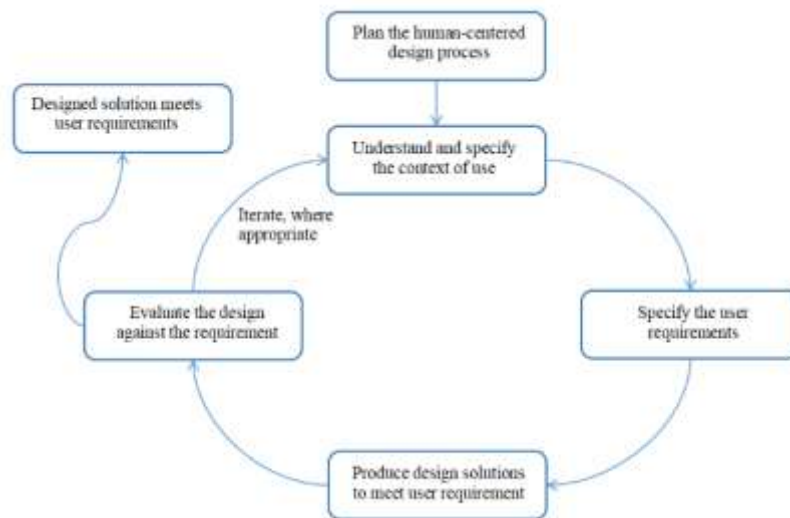 Plan the human-centered
design process
Designed solution meets
user requirements
Understand and specify
the context of use
Iterate, where
appropriate
Evaluate the design
against the requirement
Specify the user
requirements
Produce design solutions
to meet user requirement